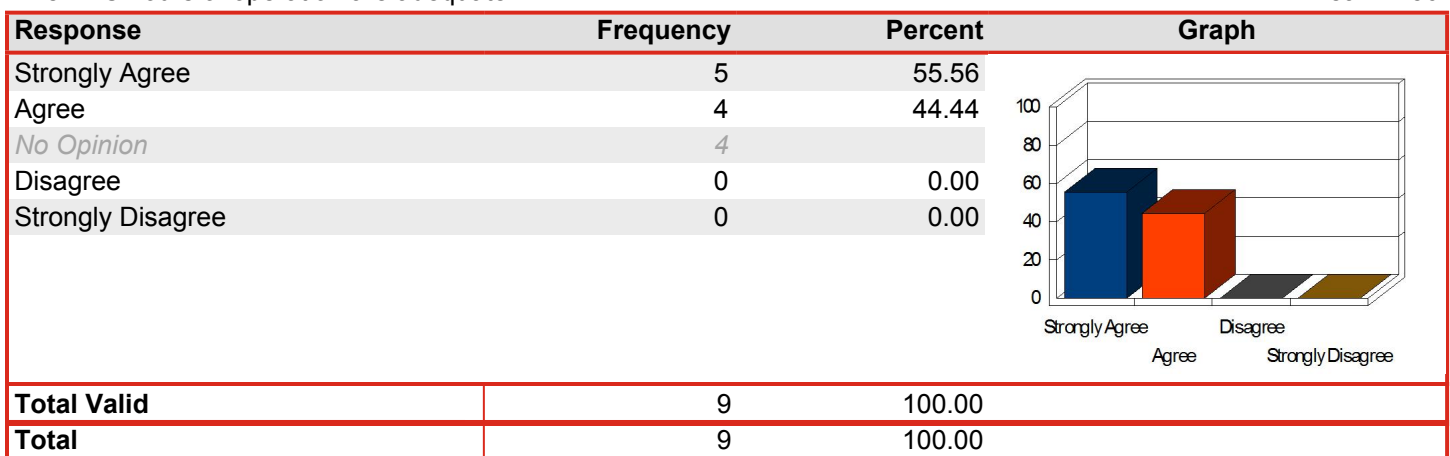 Response Frequency Percent Graph
Strongly Agree 5 55.56
Agree 4 44.44
No Opinion 4
Disagree 0 0.00
Strongly Disagree 0 0.00
100
80
60
40
20
0
Strongly Agree Disagree
Agree Strongly Disagree
Total Valid 9 100.00
Total 9 100.00